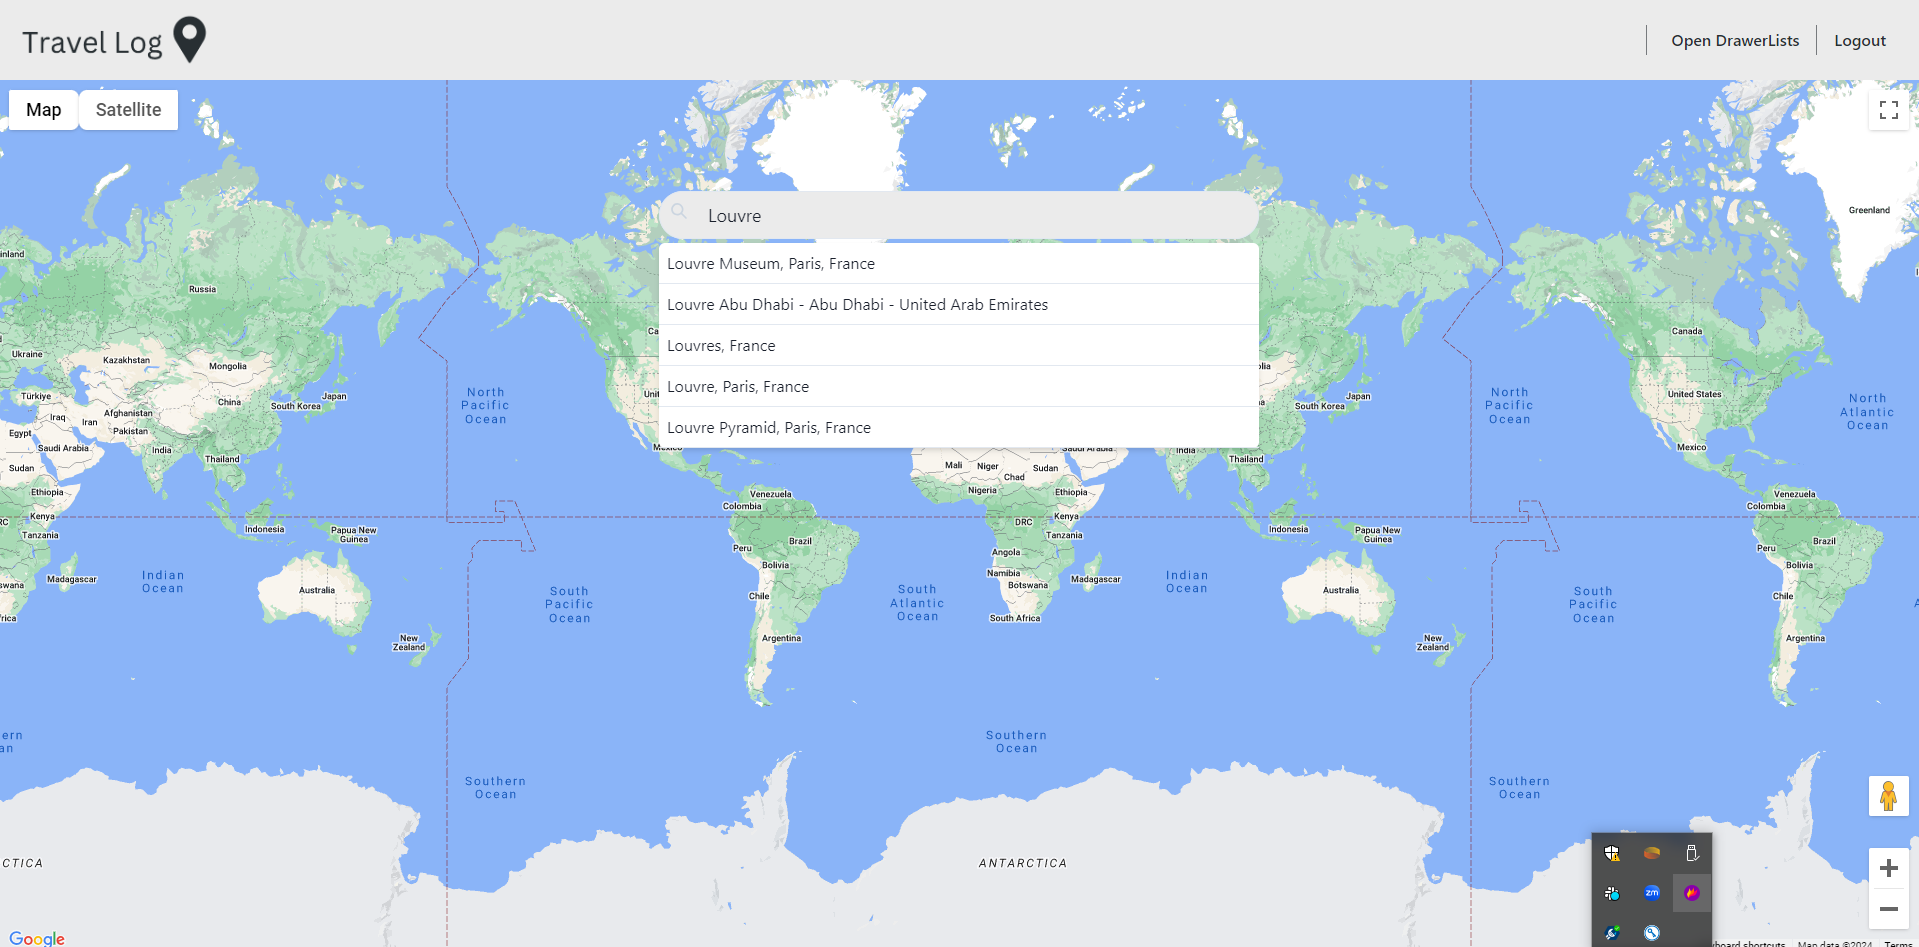 Travel Log
Open DrawerLists
Logout
Map
Satellite
Louvre
Louvre Museum, Paris, France
Louvre Abu Dhabi - Abu Dhabi - United Arab Emirates
Louvres, France
Louvre, Paris, France
Louvre Pyramid, Paris, France
Greenland
inland
Russia
Ukraine
Kazakhstan
Mongolia
Türkiye
China
South Korea
Japan
Afghanistan
Iraq
Iran
Pakistan
Egypt
Saudi Arabia
India
Sudan
Thailand
Ethiopia
Kenya
Tanzania
Indonesia
Papua New
Guinea
Madagascar
Indian
Ocean
Australia
New
Zealand
North
Pacific
Ocean
South
Pacific
Ocean
Mexico
Venezuela
Colombia
Peru
Brazil
Bolivia
Chile
Argentina
South
Atlantic
Ocean
Mali
Niger
Chad
Sudan
Nigeria
Ethiopia
DRC
Kenya
Tanzania
Angola
Namibia
Botswana
Madagascar
South Africa
Saudi Arabia
India
Thailand
South Korea
Japan
Indonesia
Papua New
Guinea
Indian
Ocean
Australia
New
Zealand
North
Pacific
Ocean
South
Pacific
Ocean
Canada
United States
Mexico
North
Atlantic
Ocean
Venezuela
Colombia
Peru
Brazil
Bolivia
Chile
Argentina
Southern
Ocean
Southern
Ocean
Southern
Ocean
CTICA
ANTARCTICA
zm
Google
board shortcuts
Map data ©2024
Terms